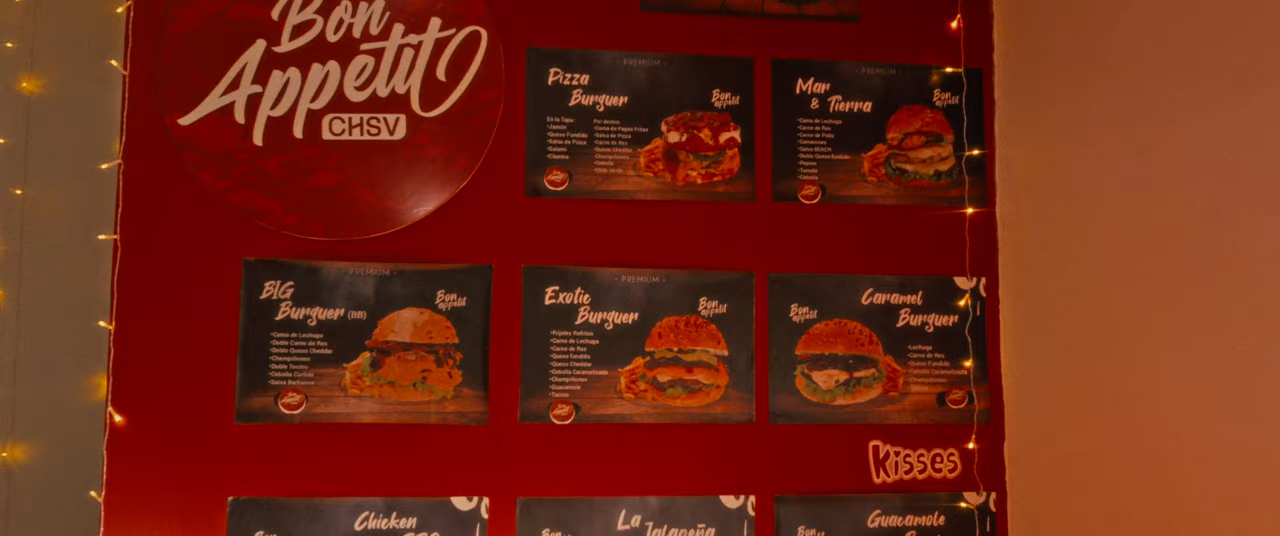 Bon
Appetit
CHSV
PREMIUM
Pizza
Burguer
Bon
appetit
En la Tapa:
•Jamon
•Queso Fundido
•Salsa de Pizza
•Salami
•Cilantro
Por dentro:
•Cama de Papas Fritas
•Salsa de Pizza
•Carne de Res
•Queso Cheddar
•Champiñones
•Cebolla
•Chile Verde
PREMIUM
Mar
& Tierra
Bon
appetit
•Cama de Lechuga
•Carne de Res
•Carne de Pollo
•Camarones
•Salsa BEACH
•Doble Queso fundido
•Pepino
•Tomate
•Cebolla
- PREMIUM -
BIG
Burguer (BB)
Bon
appetit
•Cama de Lechuga
•Doble Carne de Res
•Doble Queso Cheddar
•Champiñones
•Doble Tocino
•Cebolla Curtida
•Salsa Barbacoa
- PREMIUM -
Exotic
Burguer
Bon
appetit
•Frijoles Refritos
•Cama de Lechuga
•Carne de Res
•Queso fundido
•Queso Cheddar
•Cebolla Caramelizada
•Champiñones
•Guacamole
•Tocino
Caramel
Burguer
Bon
appetit
•Lechuga
•Carne de Res
•Queso Fundido
•Cebolla Caramelizada
•Champiñones
Kisses
Chicken
Bon
La Jalapeña
Bon
Guacamole
Bon